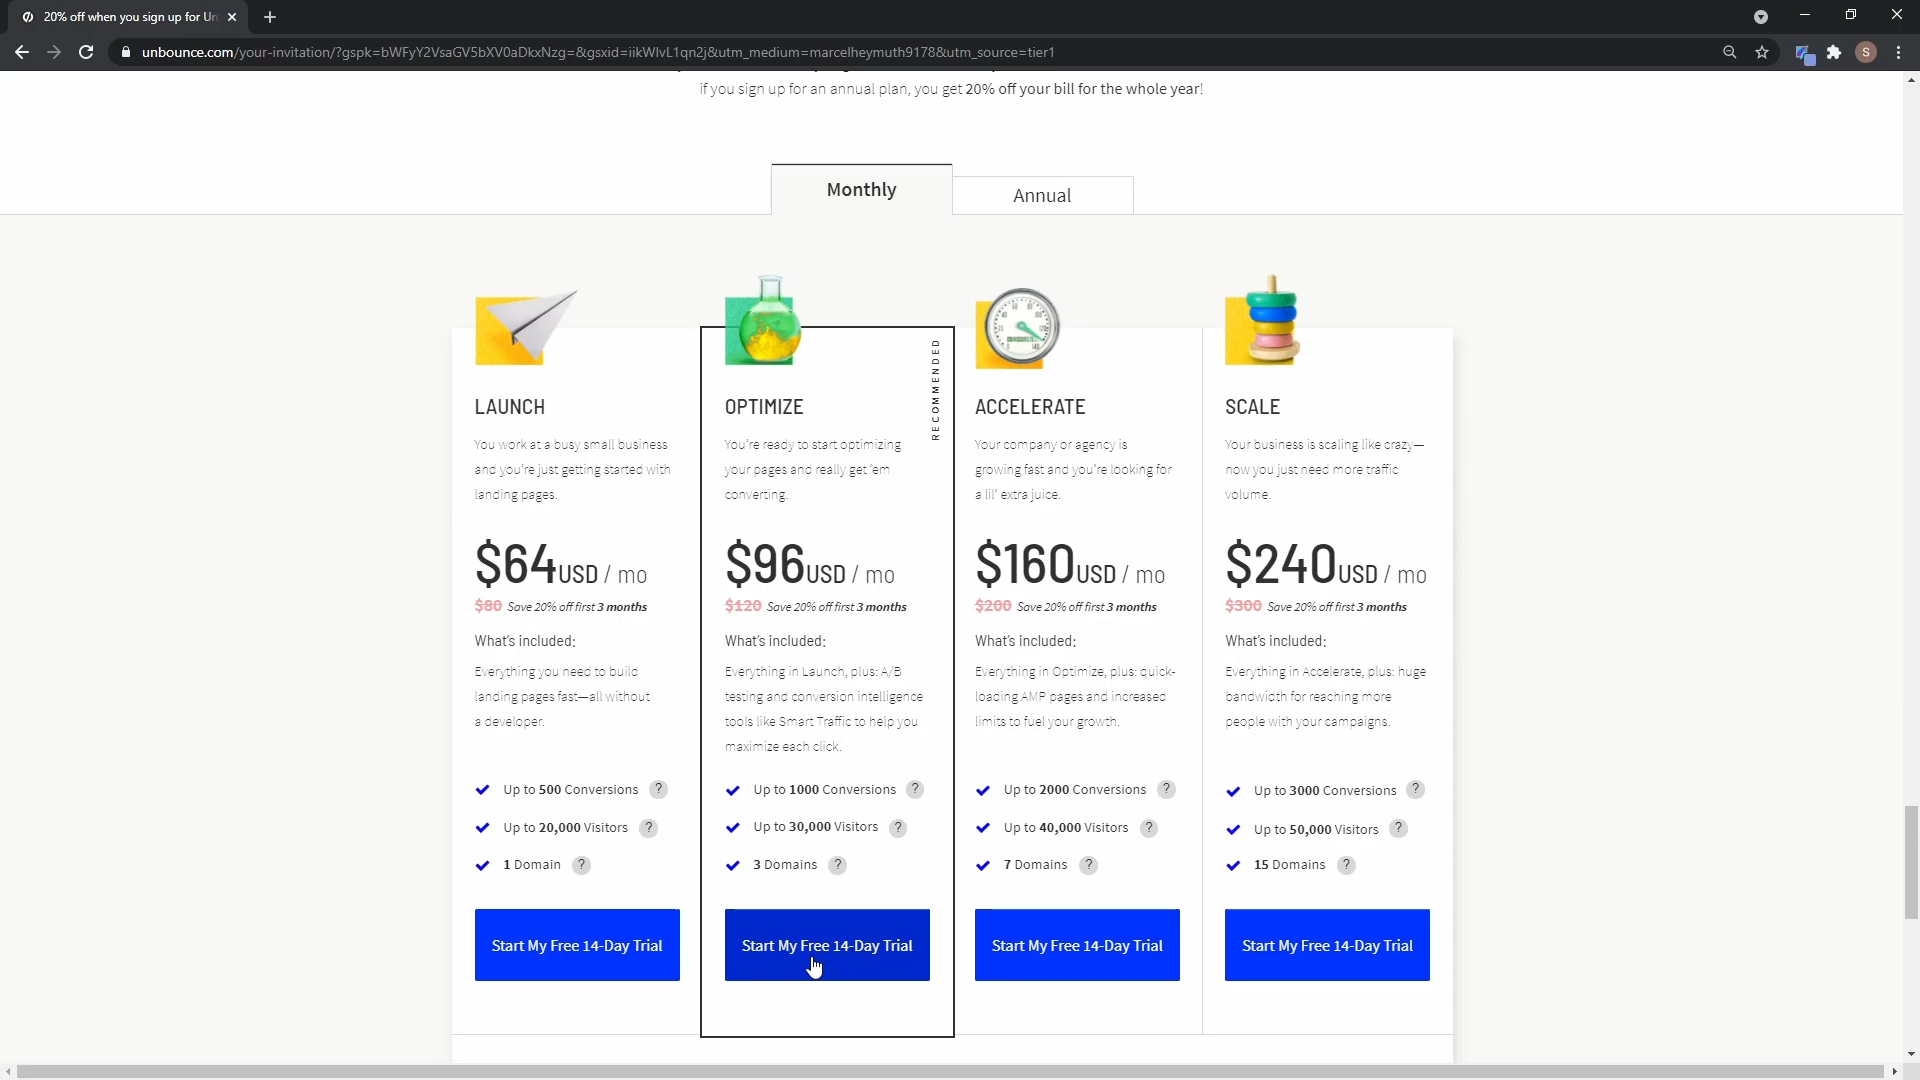 20% off when you sign up for Un
unbounce.com/your-invitation/?gspk=bWFyY2VsaGV5bXV0aDkxNzg=&gsxid=iikWlvL1qn2j&utm_medium=marcelheymuth9178&utm_source=tier1
S
if you sign up for an annual plan, you get 20% off your bill for the whole year!
Monthly
Annual
RECOMMENDED
LAUNCH
You work at a busy small business
and you're just getting started with
landing pages.
$64USD / mo
$80 Save 20% off first 3 months
What's included:
Everything you need to build
landing pages fast—all without
a developer.
Up to 500 Conversions ?
Up to 20,000 Visitors ?
1 Domain ?
Start My Free 14-Day Trial
OPTIMIZE
You're ready to start optimizing
your pages and really get 'em
converting.
$96USD / mo
$120 Save 20% off first 3 months
What's included:
Everything in Launch, plus: A/B
testing and conversion intelligence
tools like Smart Traffic to help you
maximize each click.
Up to 1000 Conversions ?
Up to 30,000 Visitors ?
3 Domains ?
Start My Free 14-Day Trial
ACCELERATE
Your company or agency is
growing fast and you're looking for
a lil' extra juice.
$160USD / mo
$200 Save 20% off first 3 months
What's included:
Everything in Optimize, plus: quick-
loading AMP pages and increased
limits to fuel your growth.
Up to 2000 Conversions ?
Up to 40,000 Visitors ?
7 Domains ?
Start My Free 14-Day Trial
SCALE
Your business is scaling like crazy—
now you just need more traffic
volume.
$240USD / mo
$300 Save 20% off first 3 months
What's included:
Everything in Accelerate, plus: huge
bandwidth for reaching more
people with your campaigns.
Up to 3000 Conversions ?
Up to 50,000 Visitors ?
15 Domains ?
Start My Free 14-Day Trial